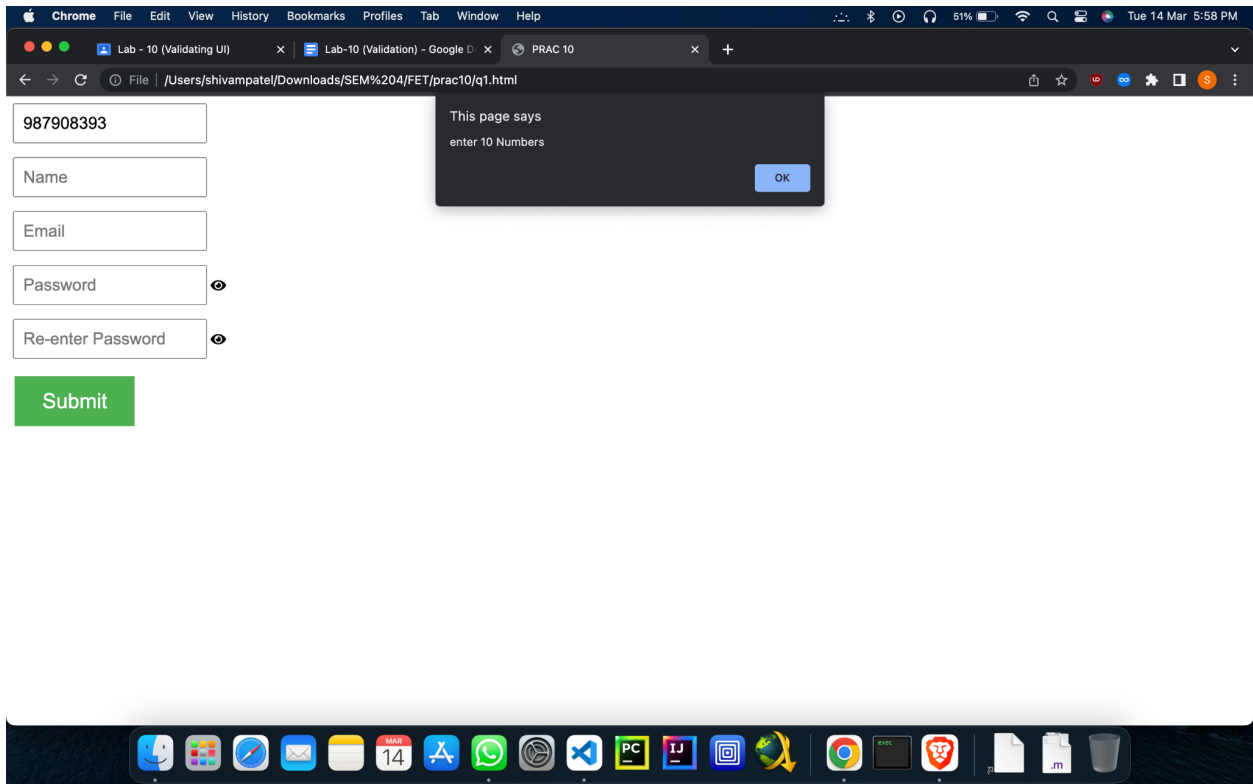 Chrome File Edit View History Bookmarks Profiles Tab Window Help 51% Tue 14 Mar 5:58 PM
Lab - 10 (Validating UI) Lab-10 (Validation) - Google D PRAC 10
File /Users/shivampatel/Downloads/SEM%204/FET/prac10/q1.html S
This page says
enter 10 Numbers
OK
987908393
Name
Email
Password
Re-enter Password
Submit
MAR
14
PC
IJ
exec
.m